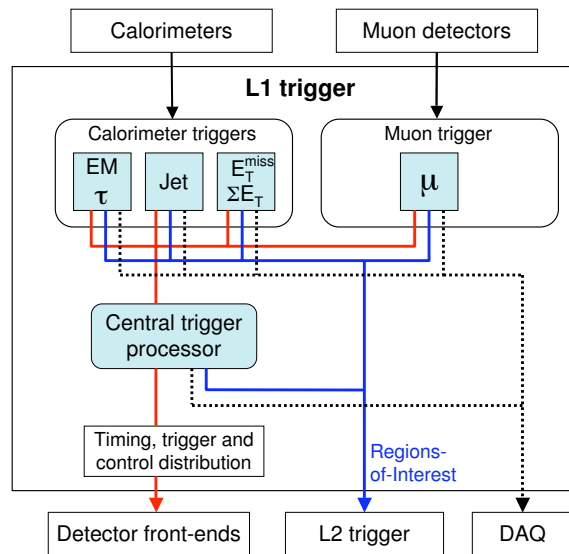 Calorimeters
Muon detectors
L1 trigger
Calorimeter triggers
Muon trigger
EM
τ
Jet
E_T^miss
ΣE_T
μ
Central trigger
processor
Timing, trigger and
control distribution
Regions-
of-Interest
Detector front-ends
L2 trigger
DAQ